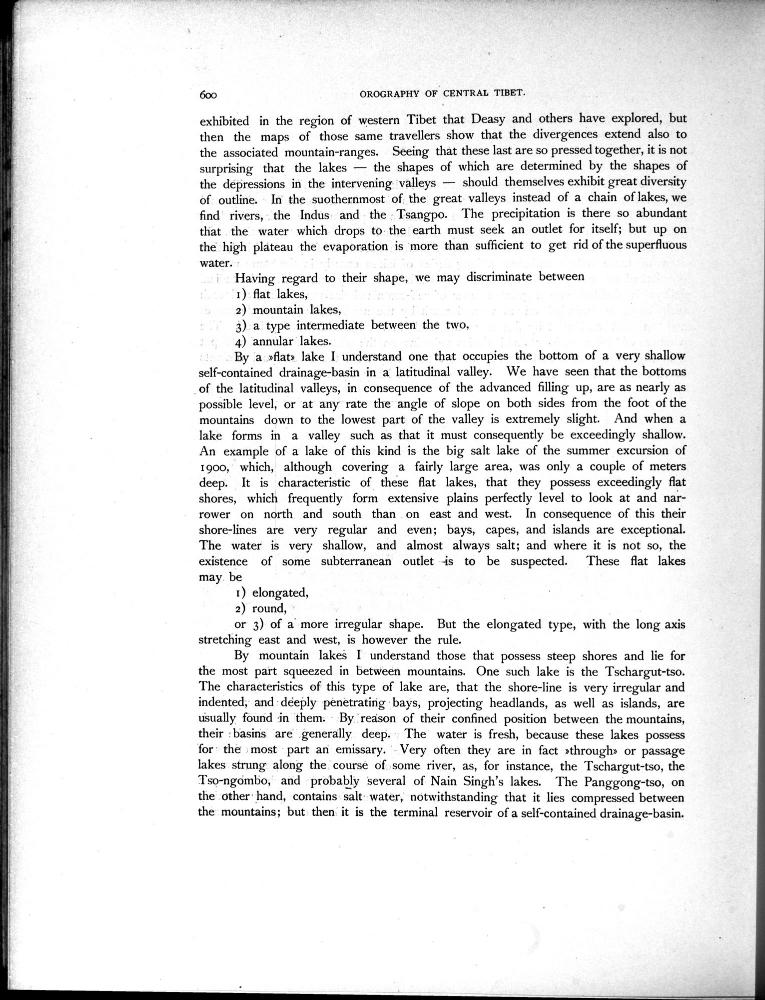 600 OROGRAPHY OF CENTRAL TIBET.
exhibited in the region of western Tibet that Deasy and others have explored, but
then the maps of those same travellers show that the divergences extend also to
the associated mountain-ranges. Seeing that these last are so pressed together, it is not
surprising that the lakes — the shapes of which are determined by the shapes of
the depressions in the intervening valleys — should themselves exhibit great diversity
of outline. In the suothernmost of the great valleys instead of a chain of lakes, we
find rivers, the Indus and the Tsangpo. The precipitation is there so abundant
that the water which drops to the earth must seek an outlet for itself; but up on
the high plateau the evaporation is more than sufficient to get rid of the superfluous
water.
Having regard to their shape, we may discriminate between
1) flat lakes,
2) mountain lakes,
3) a type intermediate between the two,
4) annular lakes.
By a »flat» lake I understand one that occupies the bottom of a very shallow
self-contained drainage-basin in a latitudinal valley. We have seen that the bottoms
of the latitudinal valleys, in consequence of the advanced filling up, are as nearly as
possible level, or at any rate the angle of slope on both sides from the foot of the
mountains down to the lowest part of the valley is extremely slight. And when a
lake forms in a valley such as that it must consequently be exceedingly shallow.
An example of a lake of this kind is the big salt lake of the summer excursion of
1900, which, although covering a fairly large area, was only a couple of meters
deep. It is characteristic of these flat lakes, that they possess exceedingly flat
shores, which frequently form extensive plains perfectly level to look at and nar-
rower on north and south than on east and west. In consequence of this their
shore-lines are very regular and even; bays, capes, and islands are exceptional.
The water is very shallow, and almost always salt; and where it is not so, the
existence of some subterranean outlet is to be suspected. These flat lakes
may be
1) elongated,
2) round,
or 3) of a more irregular shape. But the elongated type, with the long axis
stretching east and west, is however the rule.
By mountain lakes I understand those that possess steep shores and lie for
the most part squeezed in between mountains. One such lake is the Tschargut-tso.
The characteristics of this type of lake are, that the shore-line is very irregular and
indented, and deeply penetrating bays, projecting headlands, as well as islands, are
usually found in them. By reason of their confined position between the mountains,
their basins are generally deep. The water is fresh, because these lakes possess
for the most part an emissary. Very often they are in fact »through» or passage
lakes strung along the course of some river, as, for instance, the Tschargut-tso, the
Tso-ngombo, and probably several of Nain Singh's lakes. The Panggong-tso, on
the other hand, contains salt water, notwithstanding that it lies compressed between
the mountains; but then it is the terminal reservoir of a self-contained drainage-basin.